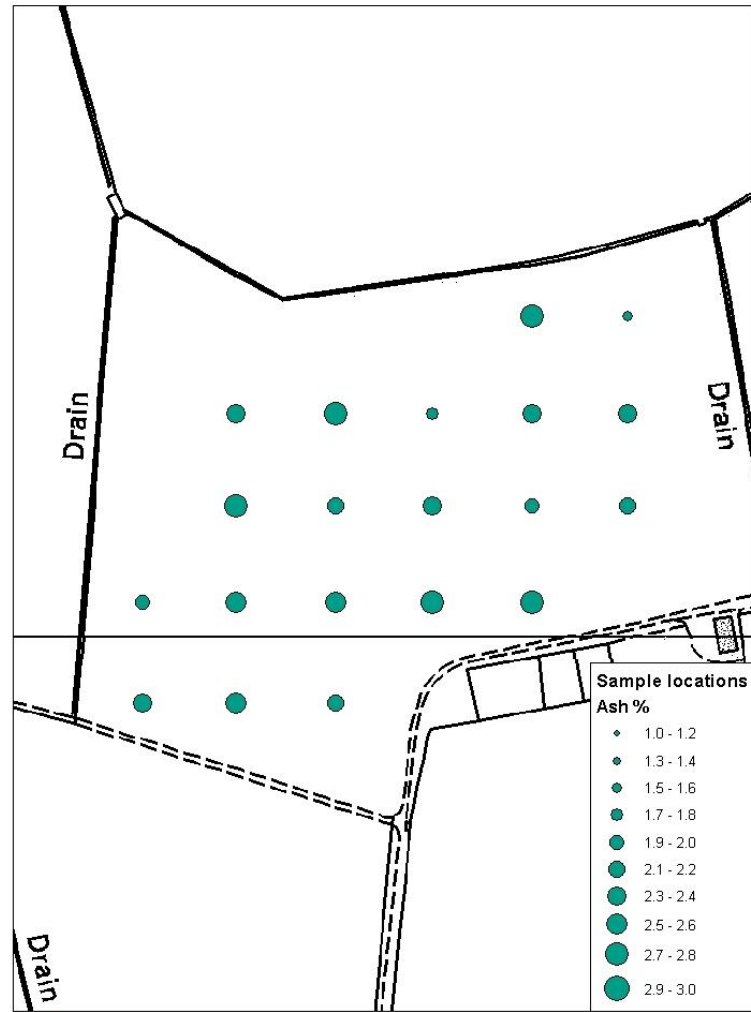 Drain
Drain
Sample locations
Ash %
1.0 - 1.2
1.3 - 1.4
1.5 - 1.6
1.7 - 1.8
1.9 - 2.0
2.1 - 2.2
2.3 - 2.4
2.5 - 2.6
2.7 - 2.8
2.9 - 3.0
Drain